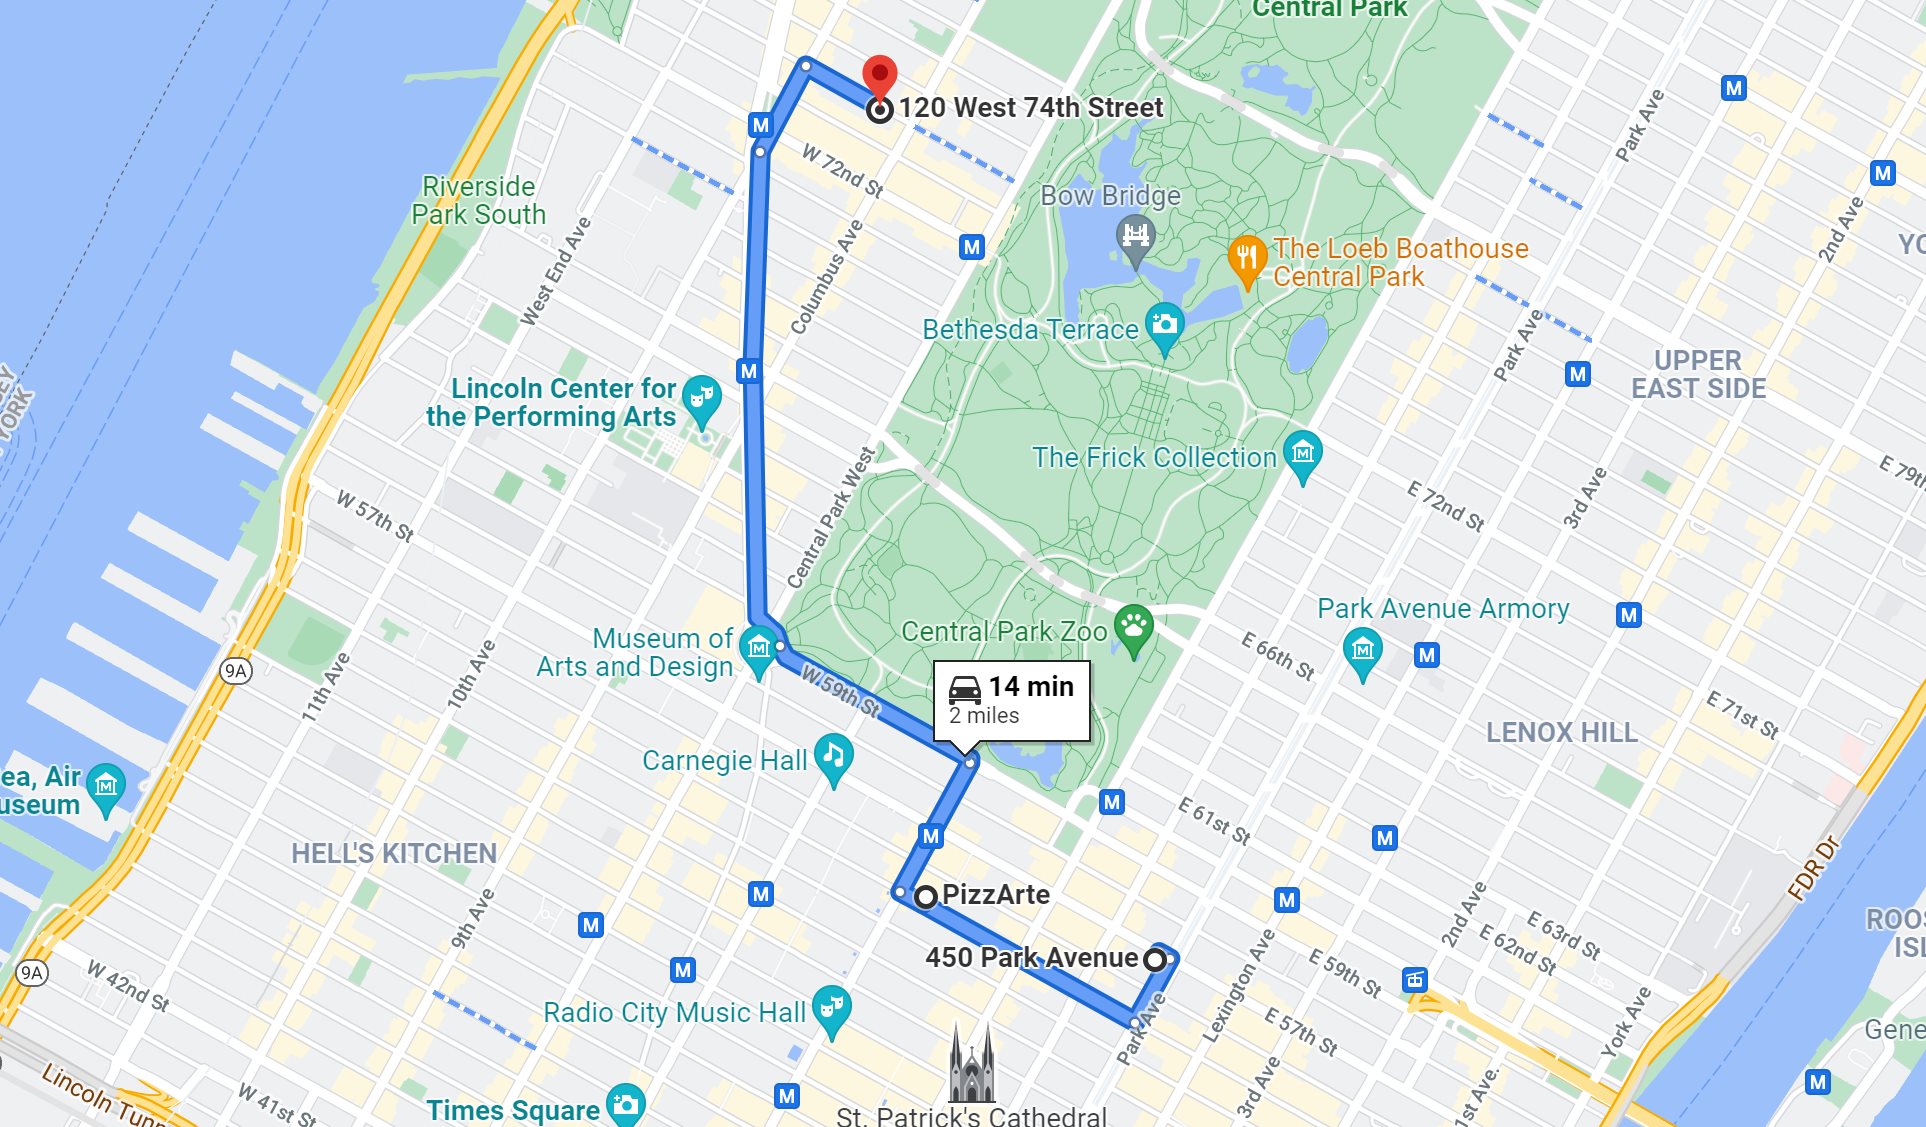 Central Park
120 West 74th Street
M
M
Park Ave
M
W 72nd St
Riverside
Park South
Bow Bridge
2nd Ave
YO
West End Ave
Columbus Ave
M
The Loeb Boathouse
Central Park
Bethesda Terrace
Park Ave
UPPER
EAST SIDE
M
M
YORK
Lincoln Center for
the Performing Arts
The Frick Collection
E 79th
E 72nd St
3rd Ave
W 57th St
Central Park West
Park Avenue Armory
M
M
Museum of
Arts and Design
Central Park Zoo
E 66th St
9A
11th Ave
10th Ave
W 59th St
14 min
2 miles
E 71st St
LENOX HILL
Carnegie Hall
ea, Air
useum
M
E 61st St
M
M
HELL'S KITCHEN
FDR Dr
M
PizzArte
M
M
9th Ave
2nd Ave
E 63rd St
E 62nd St
ROOS
ISL
M
450 Park Avenue
Lexington Ave
E 59th St
9A
M
W 42nd St
Radio City Music Hall
Park Ave
E 57th St
York Ave
Gene
Lincoln Tunn
W 41st St
Times Square
M
St. Patrick's Cathedral
3rd Ave
1st Ave.
M